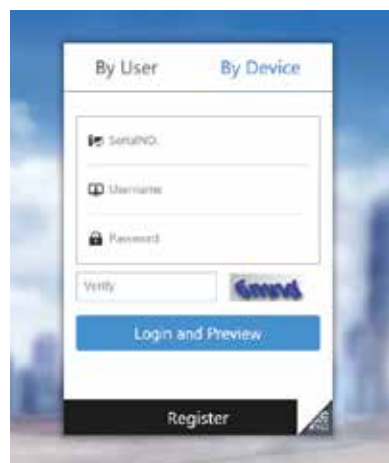 By User By Device
SerialNO.
Username
Password
Verify
Login and Preview
Register